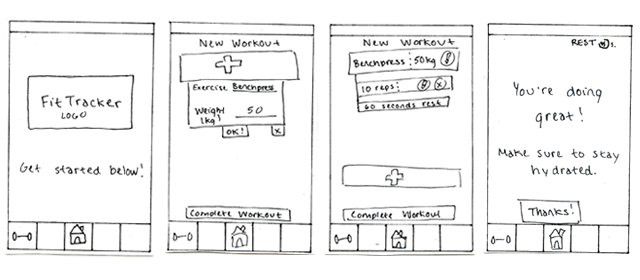 Fit Tracker
LOGO
Get started below!
New Workout
Exercise Benchpress
Weight 50
(kg)
OK! x
Complete Workout
New Workout
Benchpress: 50kg
10 reps:
60 seconds rest
Complete Workout
REST
You're doing
great!
Make sure to stay
hydrated.
Thanks!